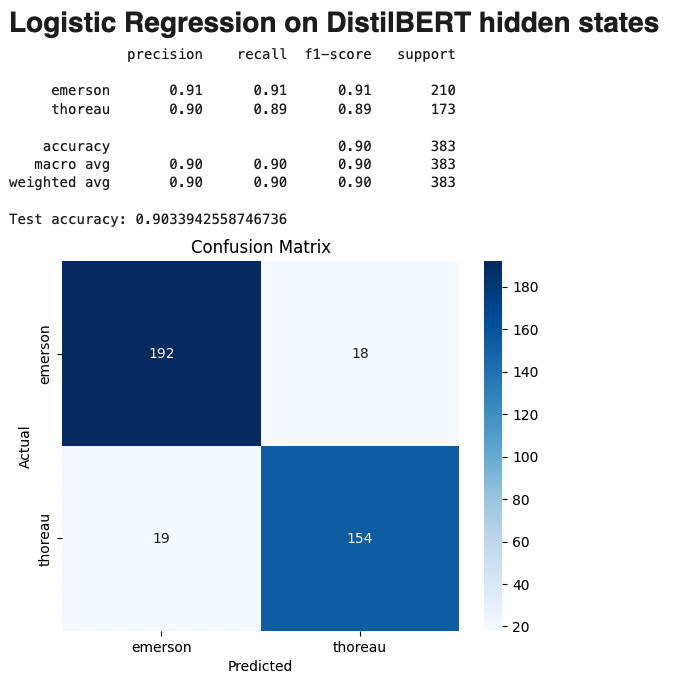 Logistic Regression on DistilBERT hidden states
precision recall f1-score support
emerson 0.91 0.91 0.91 210
thoreau 0.90 0.89 0.89 173
accuracy 0.90 383
macro avg 0.90 0.90 0.90 383
weighted avg 0.90 0.90 0.90 383
Test accuracy: 0.9033942558746736
Confusion Matrix
180
160
140
120
100
80
60
40
20
Actual
emerson
192 18
thoreau
19 154
emerson thoreau
Predicted